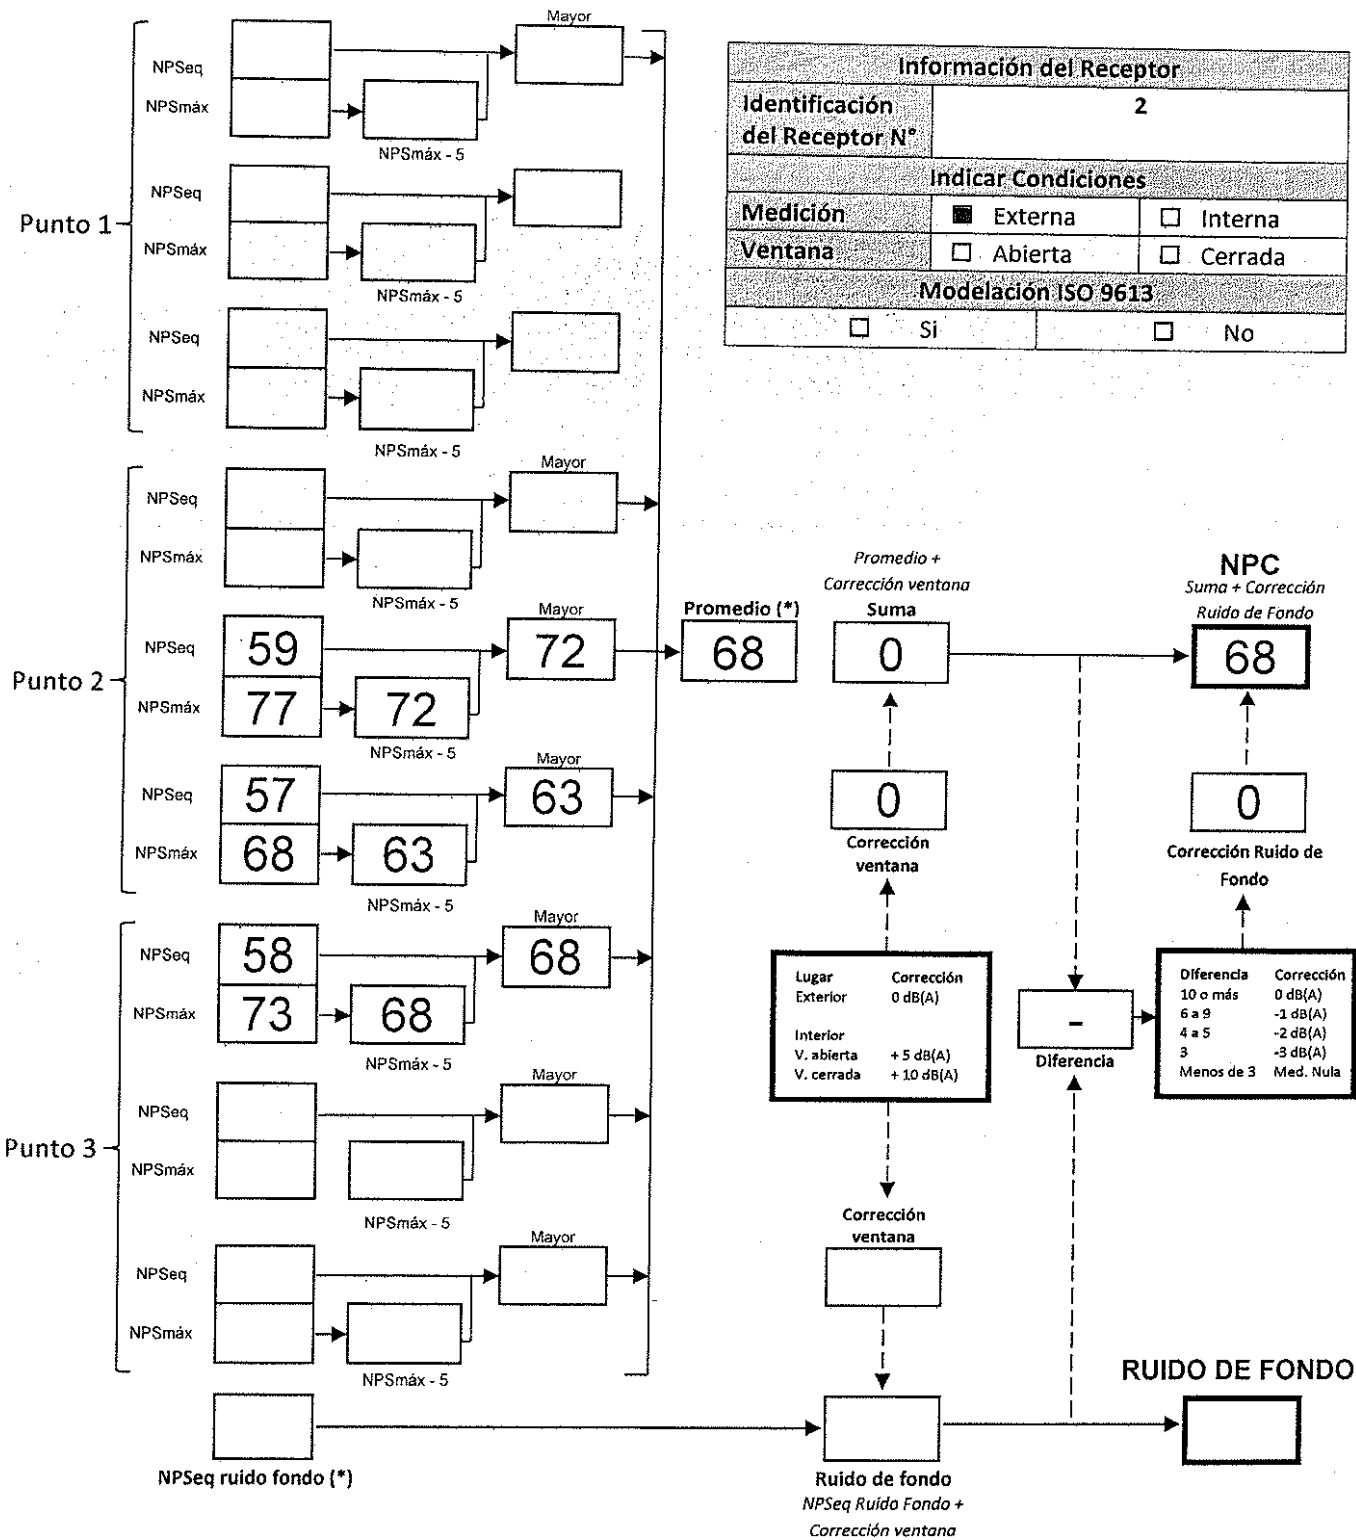 Mayor
NPSeq
NPSmáx
NPSmáx - 5
Punto 1
NPSeq
NPSmáx
NPSmáx - 5
NPSeq
NPSmáx
NPSmáx - 5
Información del Receptor
Identificación del Receptor N°
2
Indicar Condiciones
Medición ■ Externa □ Interna
Ventana □ Abierta □ Cerrada
Modelación ISO 9613
□ Si □ No
Mayor
NPSeq
NPSmáx
NPSmáx - 5
Punto 2
Mayor
NPSeq 59 72
NPSmáx 77 72
NPSmáx - 5
Mayor
NPSeq 57 63
NPSmáx 68 63
NPSmáx - 5
Promedio (*)
68
Promedio +
Corrección ventana
Suma
0
0
Corrección
ventana
NPC
Suma + Corrección
Ruido de Fondo
68
0
Corrección Ruido de
Fondo
Mayor
NPSeq 58 68
NPSmáx 73 68
NPSmáx - 5
Punto 3
Mayor
NPSeq
NPSmáx
NPSmáx - 5
Mayor
NPSeq
NPSmáx
NPSmáx - 5
Lugar Corrección
Exterior 0 dB(A)
Interior
V. abierta + 5 dB(A)
V. cerrada + 10 dB(A)
-
Diferencia
Diferencia Corrección
10 o más 0 dB(A)
6 a 9 -1 dB(A)
4 a 5 -2 dB(A)
3 -3 dB(A)
Menos de 3 Med. Nula
Corrección
ventana
RUIDO DE FONDO
NPSeq ruido fondo (*)
Ruido de fondo
NPSeq Ruido Fondo +
Corrección ventana